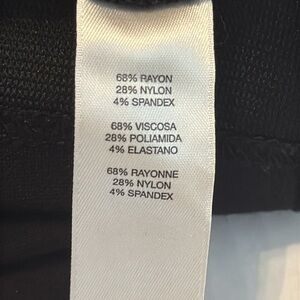 68% RAYON
28% NYLON
4% SPANDEX
68% VISCOSA
28% POLIAMIDA
4% ELASTANO
68% RAYONNE
28% NYLON
4% SPANDEX